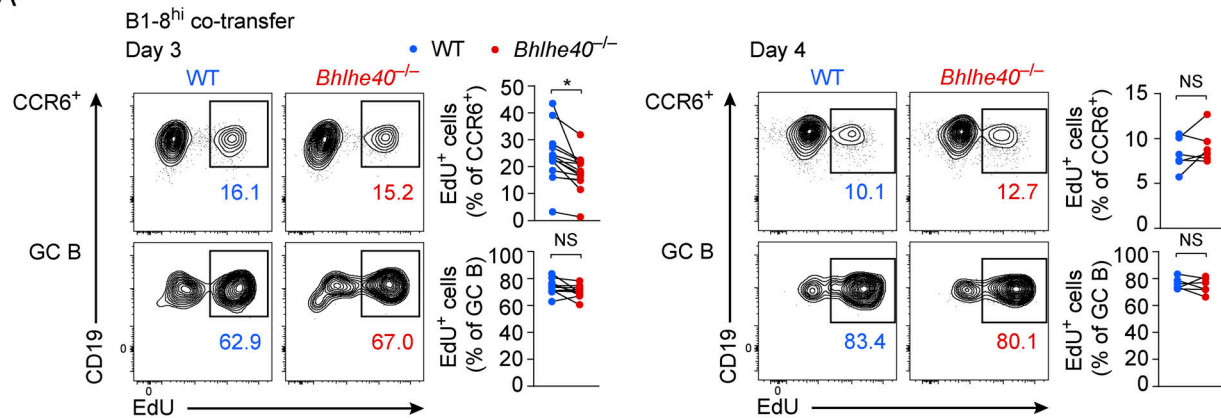 A
B1-8hi co-transfer
Day 3
WT Bhlhe40–/–
WT Bhlhe40–/–
CCR6+
16.1 15.2
EdU+ cells
(% of CCR6+)
50
40
30
20
10
0
*
GC B
62.9 67.0
EdU+ cells
(% of GC B)
100
80
60
40
20
0
NS
CD19
0
0
EdU
Day 4
WT Bhlhe40–/–
CCR6+
10.1 12.7
EdU+ cells
(% of CCR6+)
15
10
5
0
NS
GC B
83.4 80.1
EdU+ cells
(% of GC B)
100
80
60
40
20
0
NS
CD19
0
0
EdU